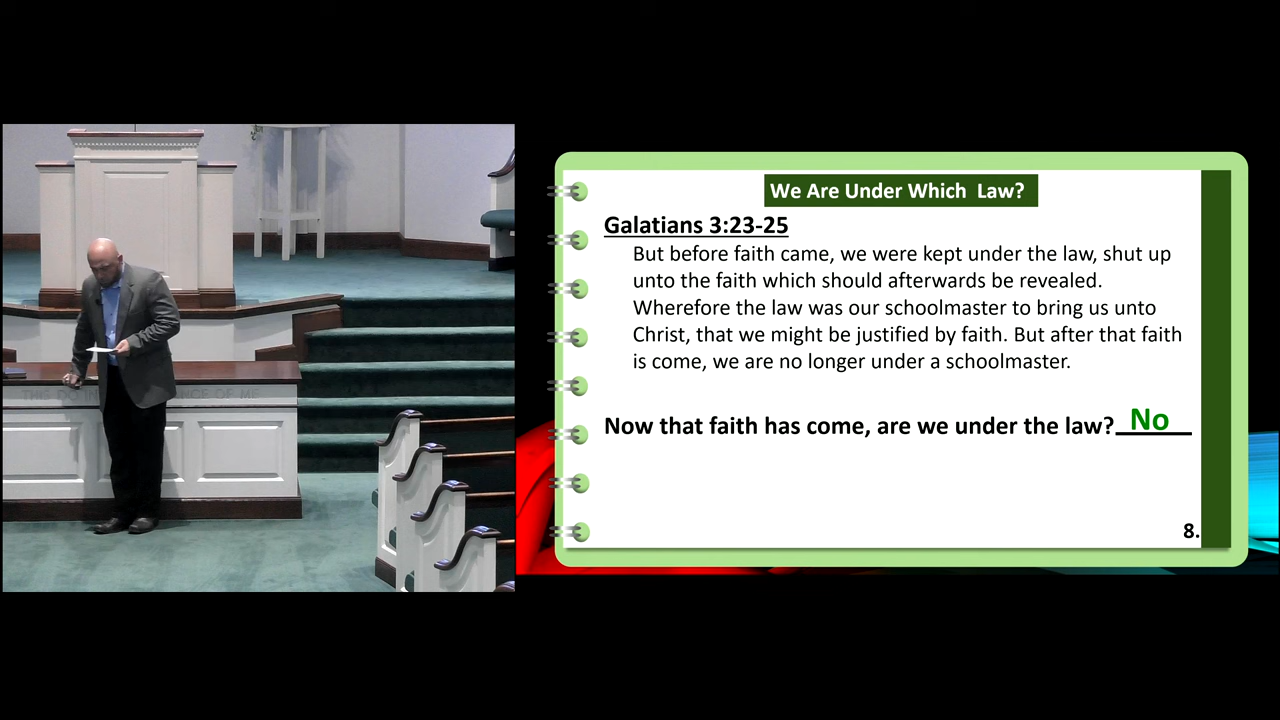 We Are Under Which Law?
Galatians 3:23-25
But before faith came, we were kept under the law, shut up
unto the faith which should afterwards be revealed.
Wherefore the law was our schoolmaster to bring us unto
Christ, that we might be justified by faith. But after that faith
is come, we are no longer under a schoolmaster.
Now that faith has come, are we under the law? No
8.